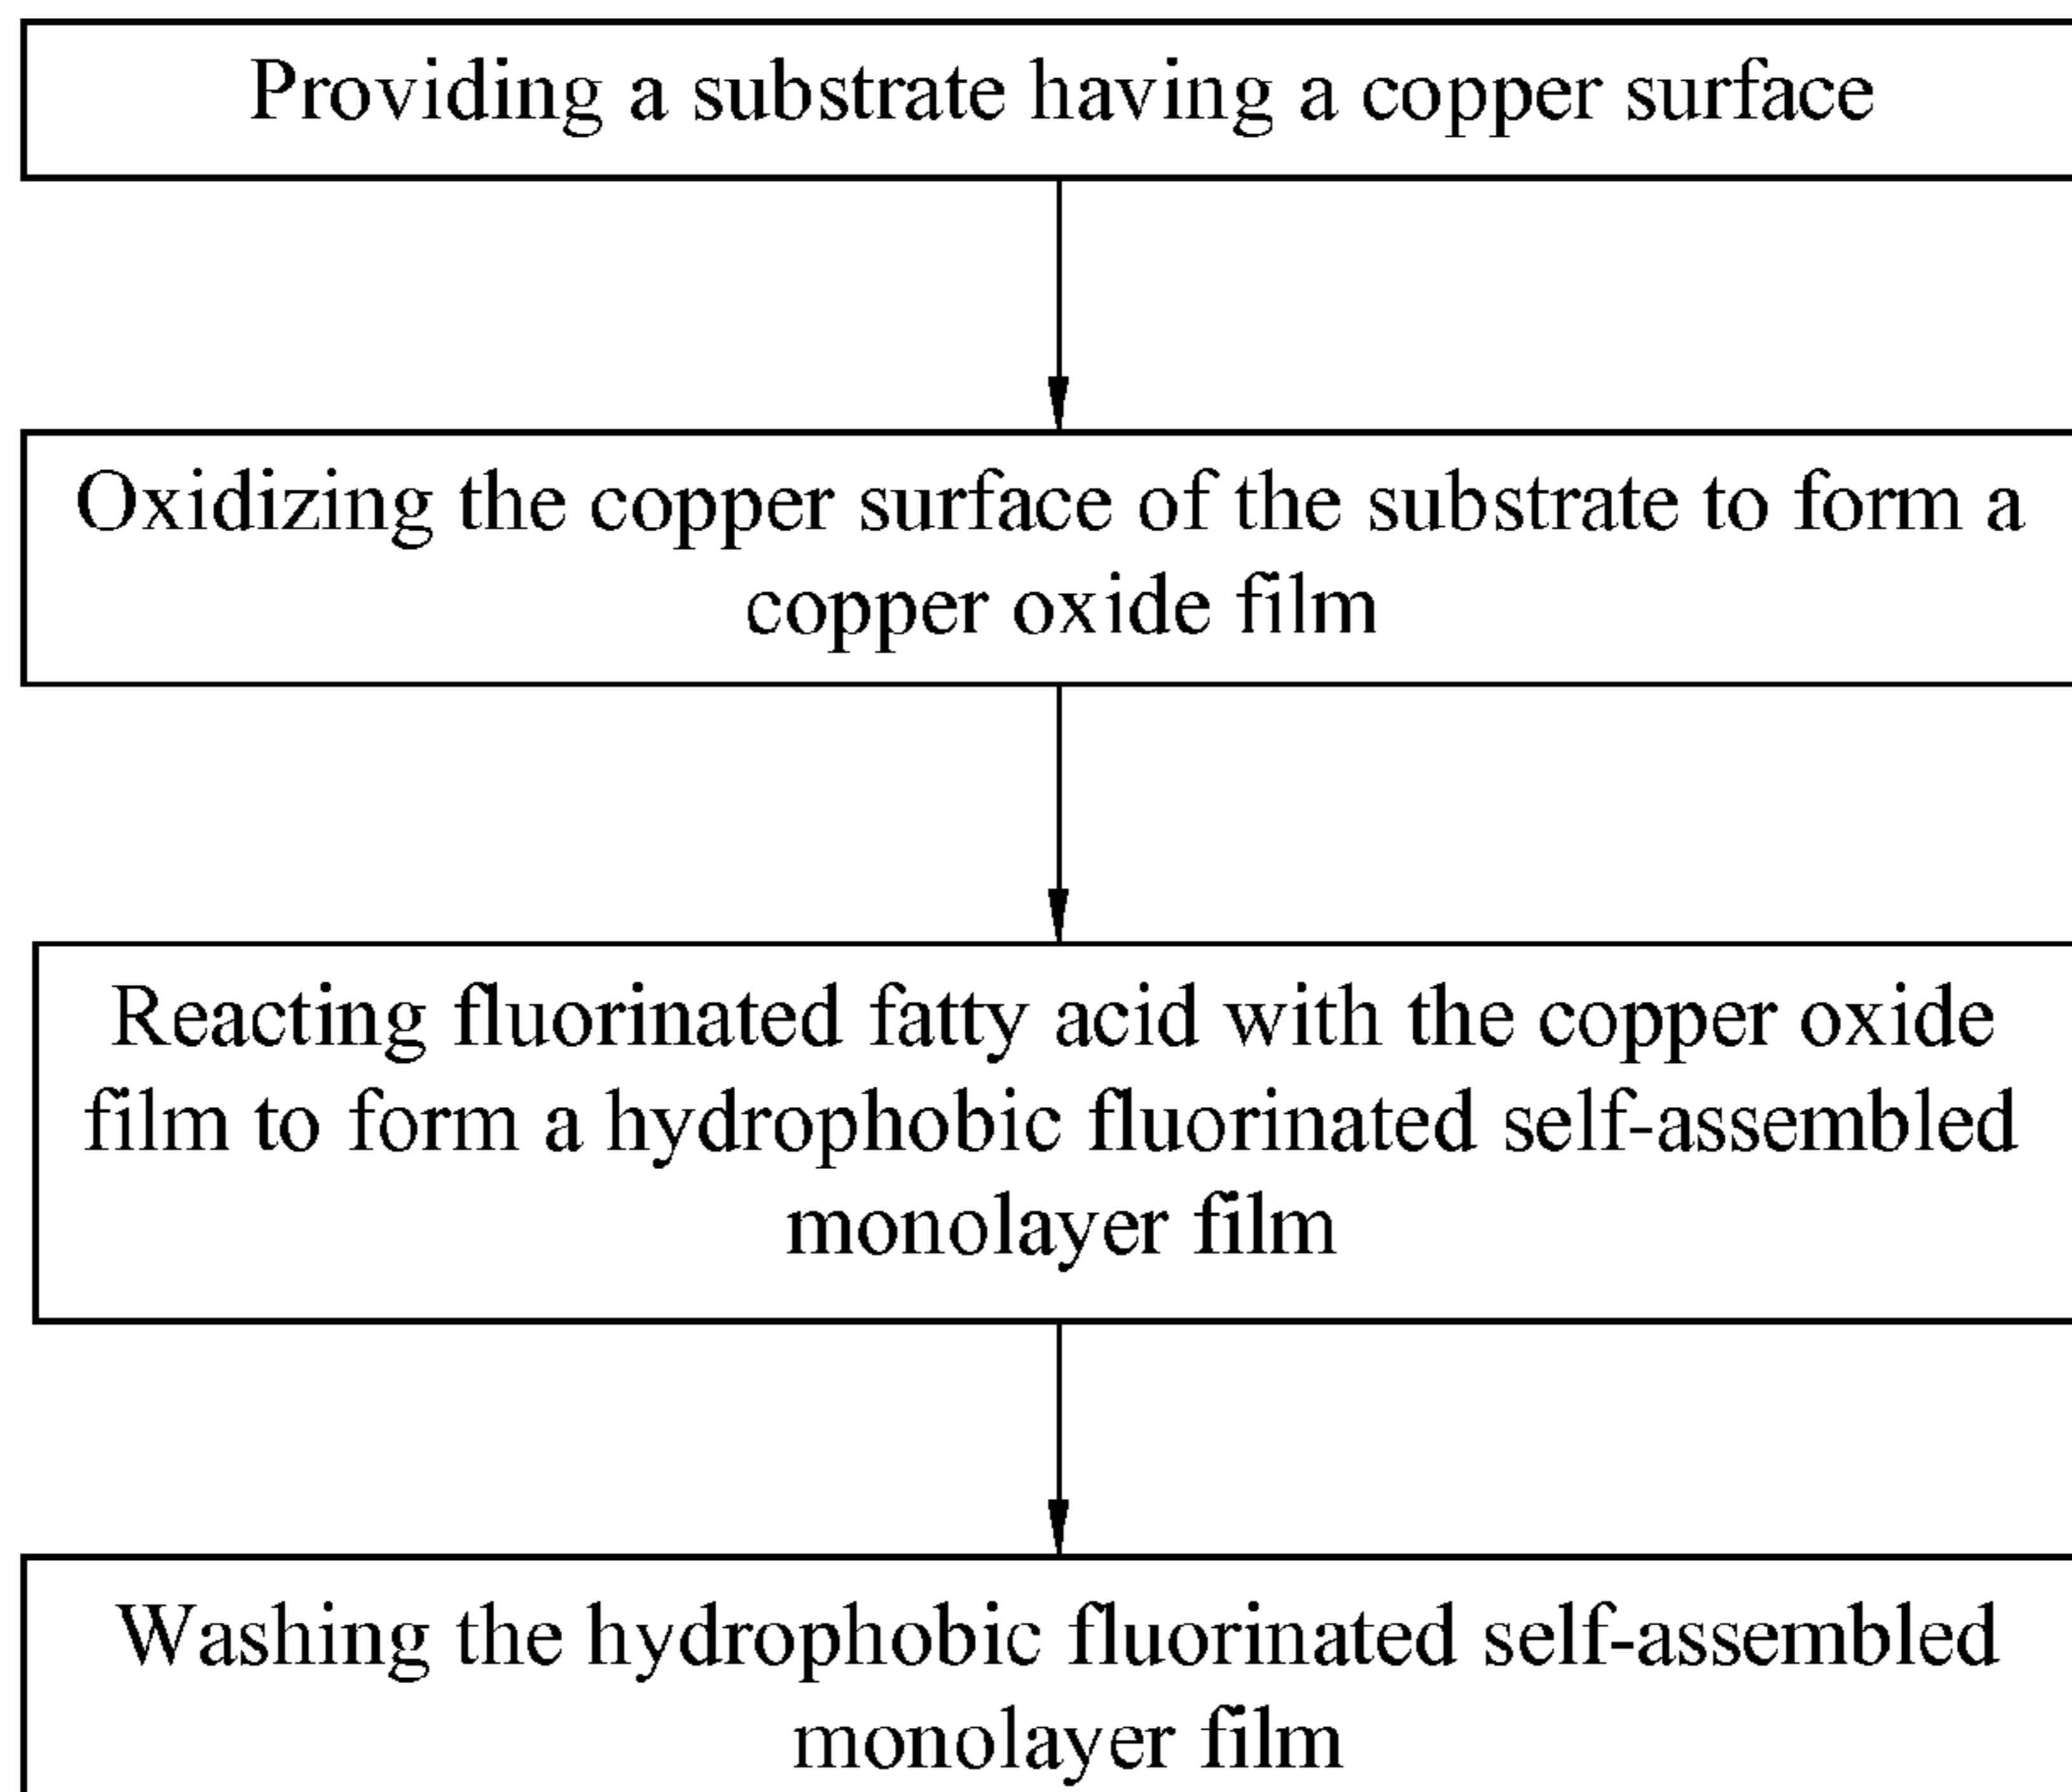 Providing a substrate having a copper surface
Oxidizing the copper surface of the substrate to form a
copper oxide film
Reacting fluorinated fatty acid with the copper oxide
film to form a hydrophobic fluorinated self-assembled
monolayer film
Washing the hydrophobic fluorinated self-assembled
monolayer film